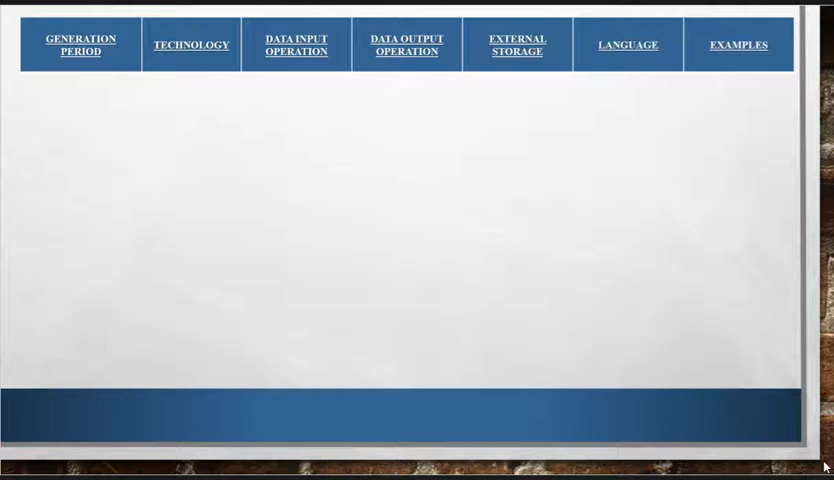 GENERATION
PERIOD
TECHNOLOGY
DATA INPUT
OPERATION
DATA OUTPUT
OPERATION
EXTERNAL
STORAGE
LANGUAGE
EXAMPLES